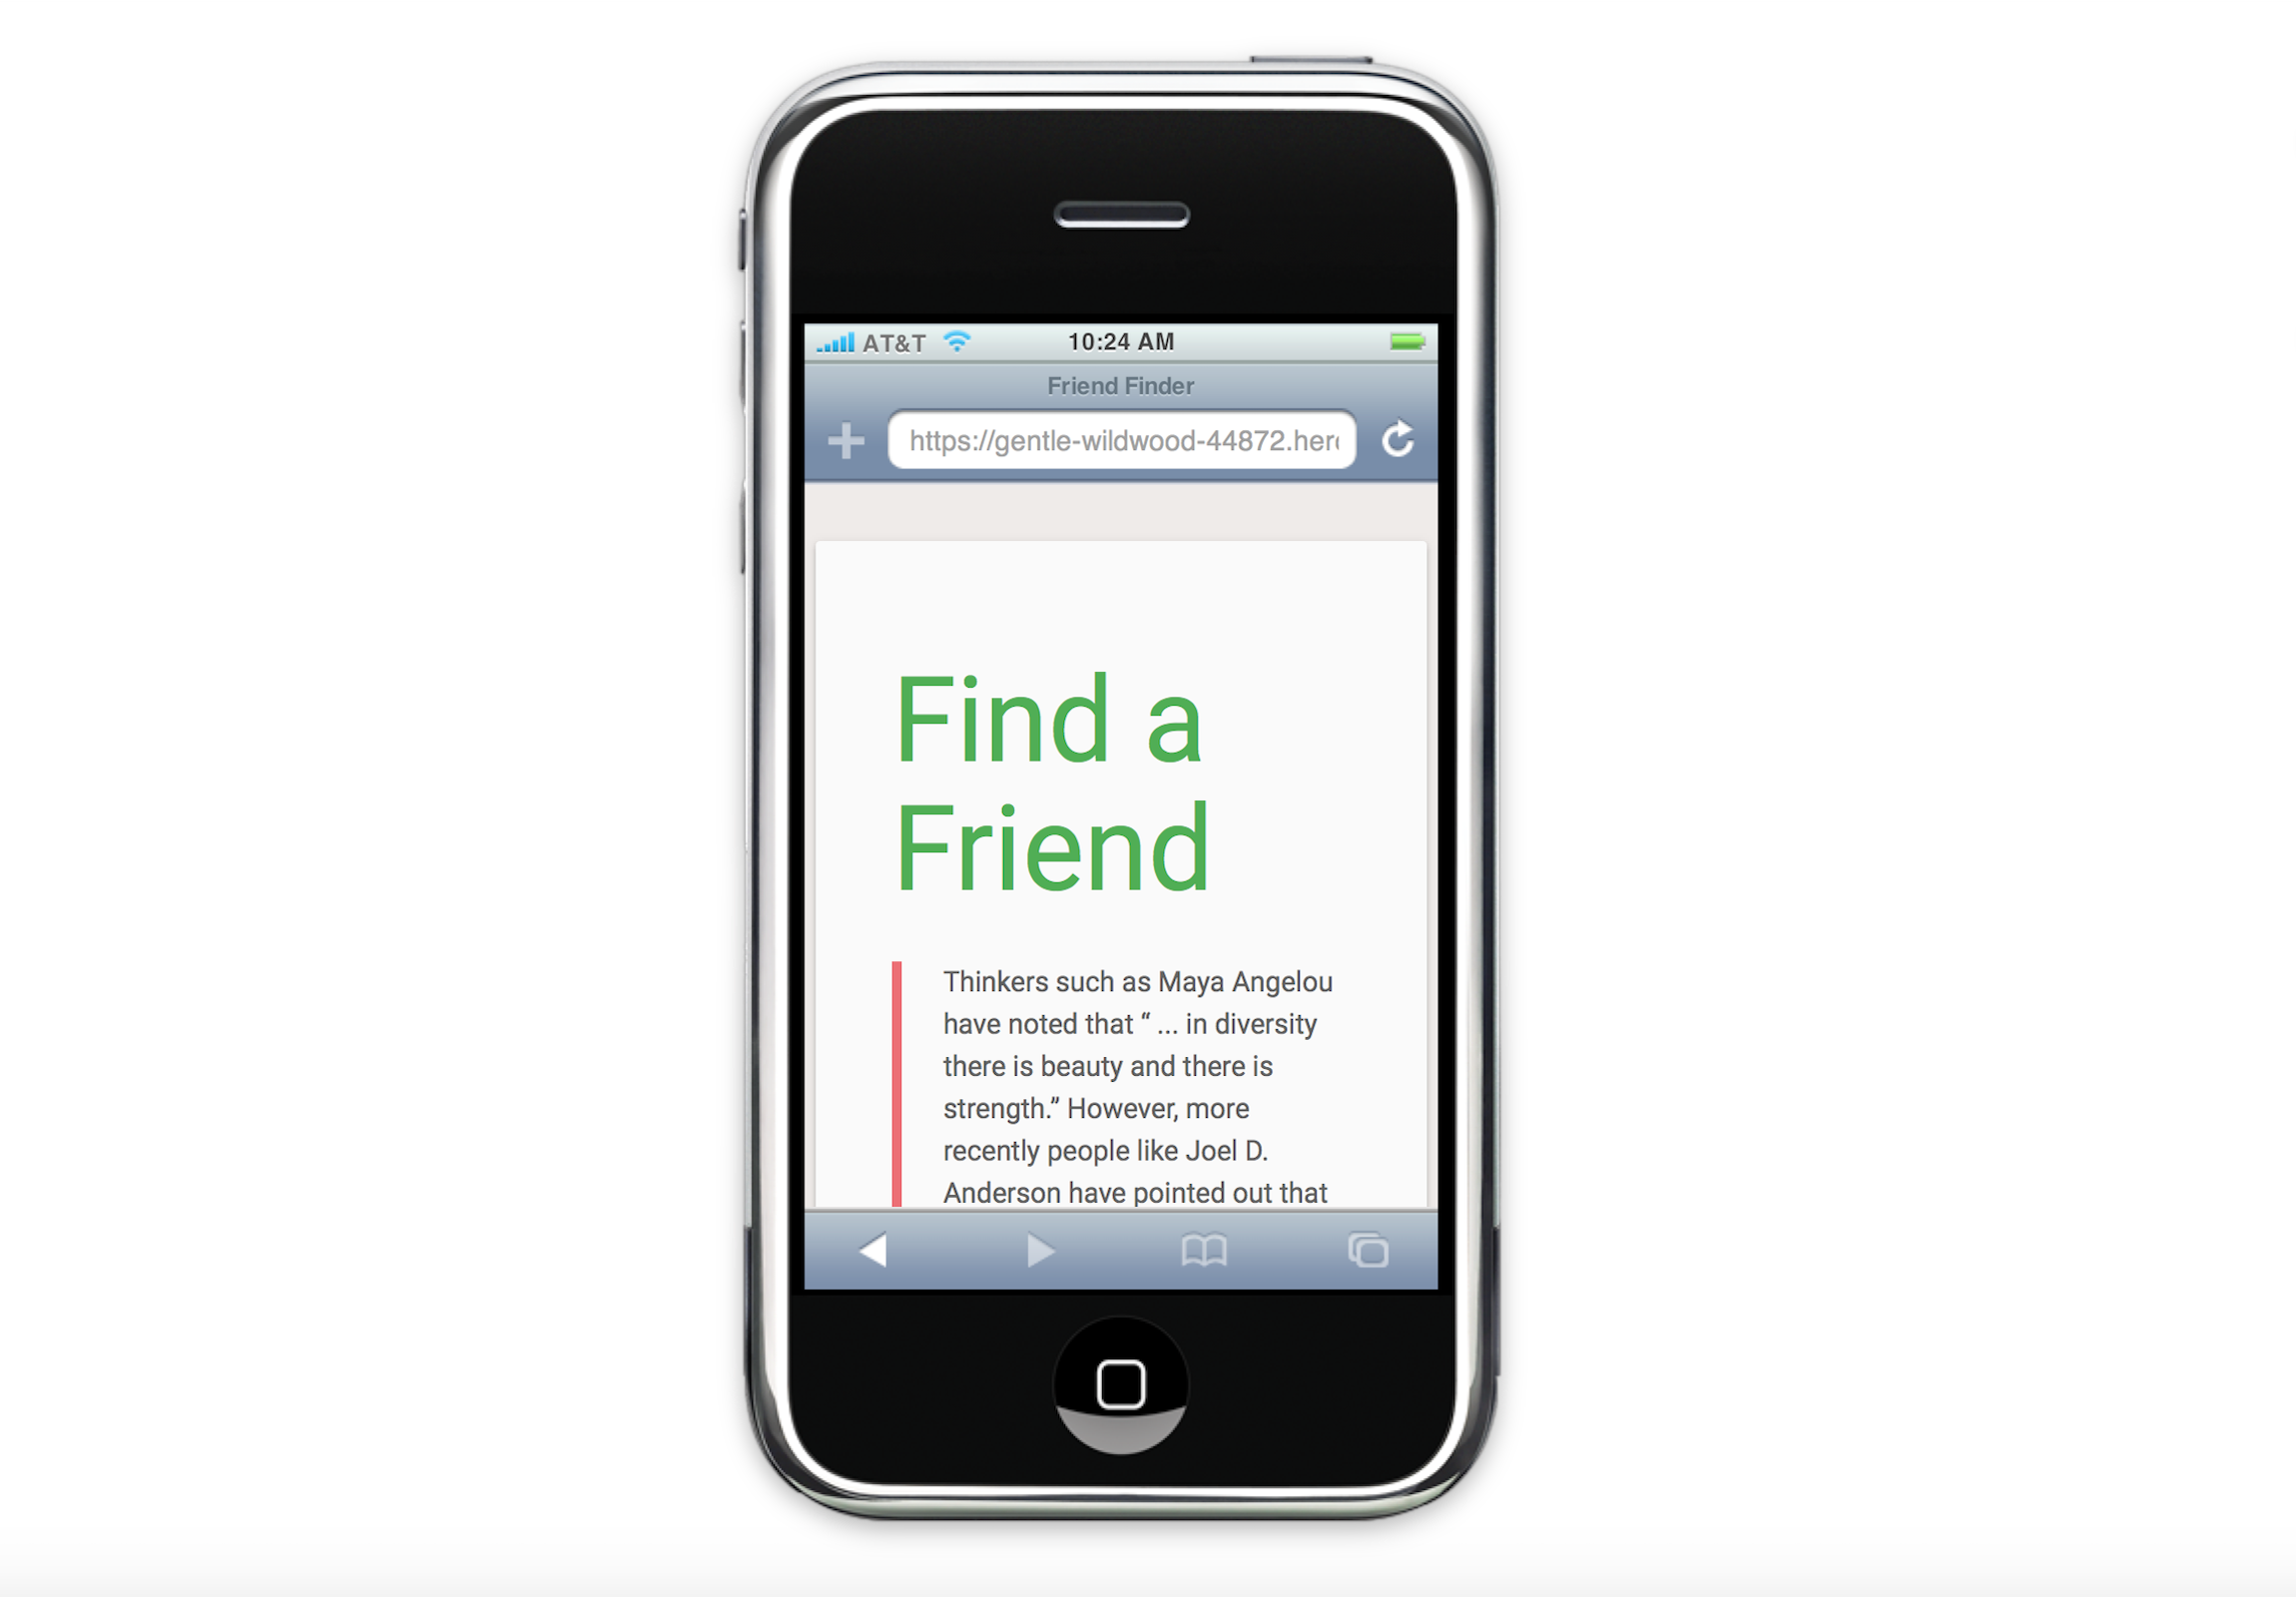 AT&T 10:24 AM
Friend Finder
https://gentle-wildwood-44872.her
Find a
Friend
Thinkers such as Maya Angelou
have noted that “ ... in diversity
there is beauty and there is
strength.” However, more
recently people like Joel D.
Anderson have pointed out that